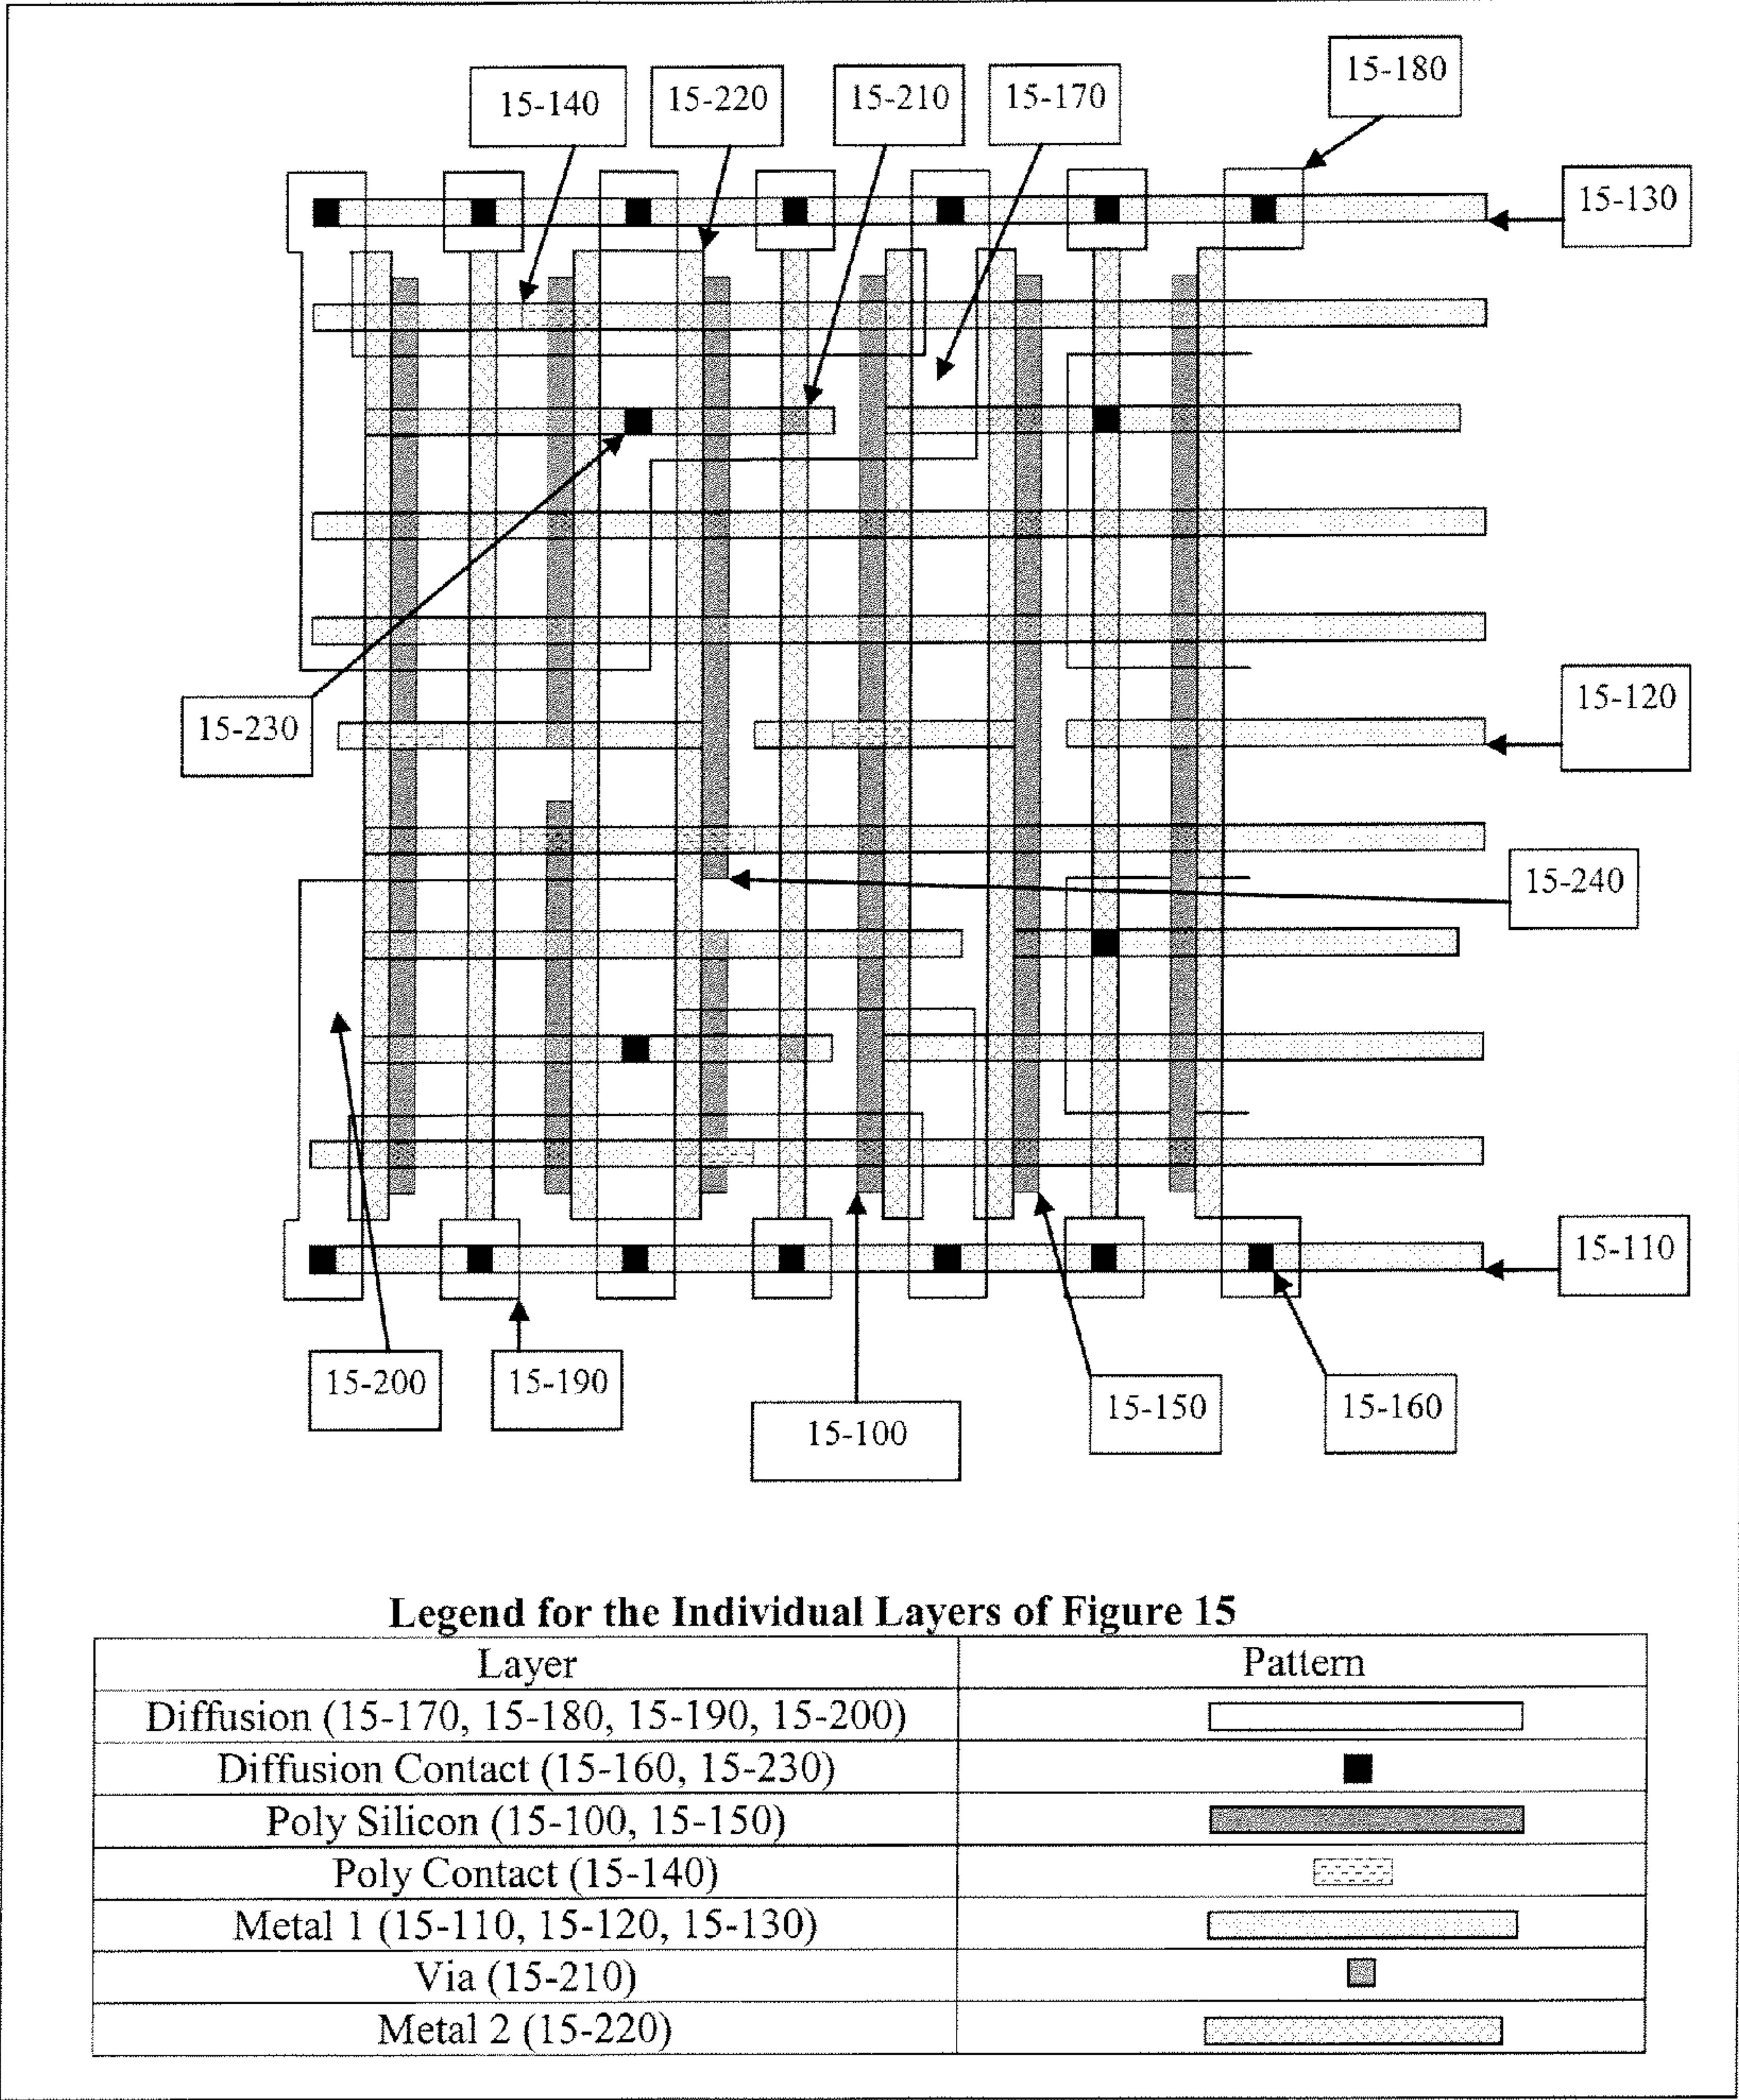 15-180
15-140
15-220
15-210
15-170
15-130
15-120
15-230
15-240
15-110
15-200
15-190
15-150
15-160
15-100
Legend for the Individual Layers of Figure 15
Layer Pattern
Diffusion (15-170, 15-180, 15-190, 15-200)
Diffusion Contact (15-160, 15-230)
Poly Silicon (15-100, 15-150)
Poly Contact (15-140)
Metal 1 (15-110, 15-120, 15-130)
Via (15-210)
Metal 2 (15-220)